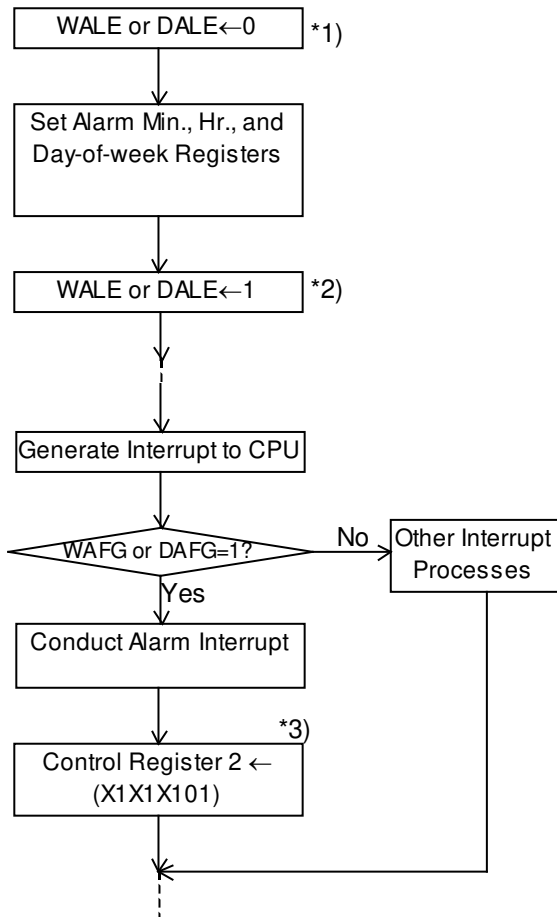 WALE or DALE←0
*1)
Set Alarm Min., Hr., and
Day-of-week Registers
WALE or DALE←1
*2)
Generate Interrupt to CPU
WAFG or DAFG=1?
No
Other Interrupt
Processes
Yes
Conduct Alarm Interrupt
*3)
Control Register 2 ←
(X1X1X101)